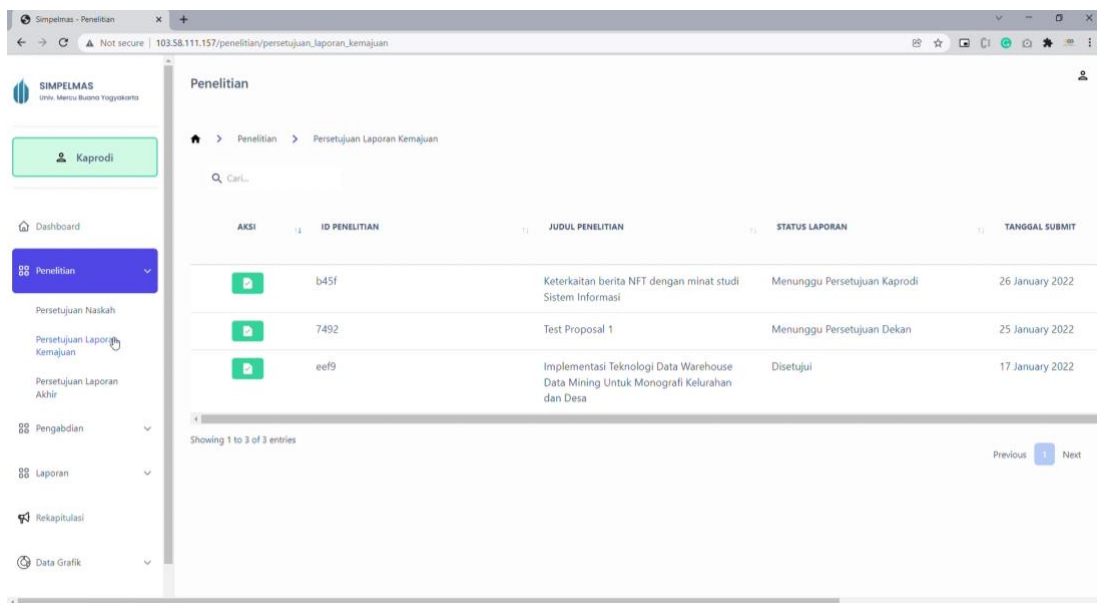 Simpelmas - Penelitian
Not secure | 103.58.111.157/penelitian/persetujuan_laporan_kemajuan
SIMPELMAS
Univ. Mercu Buana Yogyakarta
Penelitian
Kaprodi
Penelitian > Persetujuan Laporan Kemajuan
Cari...
Dashboard
Penelitian
Persetujuan Naskah
Persetujuan Laporan
Kemajuan
Persetujuan Laporan
Akhir
Pengabdian
Laporan
Rekapitulasi
Data Grafik
AKSI ID PENELITIAN JUDUL PENELITIAN STATUS LAPORAN TANGGAL SUBMIT
b45f Keterkaitan berita NFT dengan minat studi Menunggu Persetujuan Kaprodi 26 January 2022
Sistem Informasi
7492 Test Proposal 1 Menunggu Persetujuan Dekan 25 January 2022
eef9 Implementasi Teknologi Data Warehouse Disetujui 17 January 2022
Data Mining Untuk Monografi Kelurahan
dan Desa
Showing 1 to 3 of 3 entries
Previous 1 Next